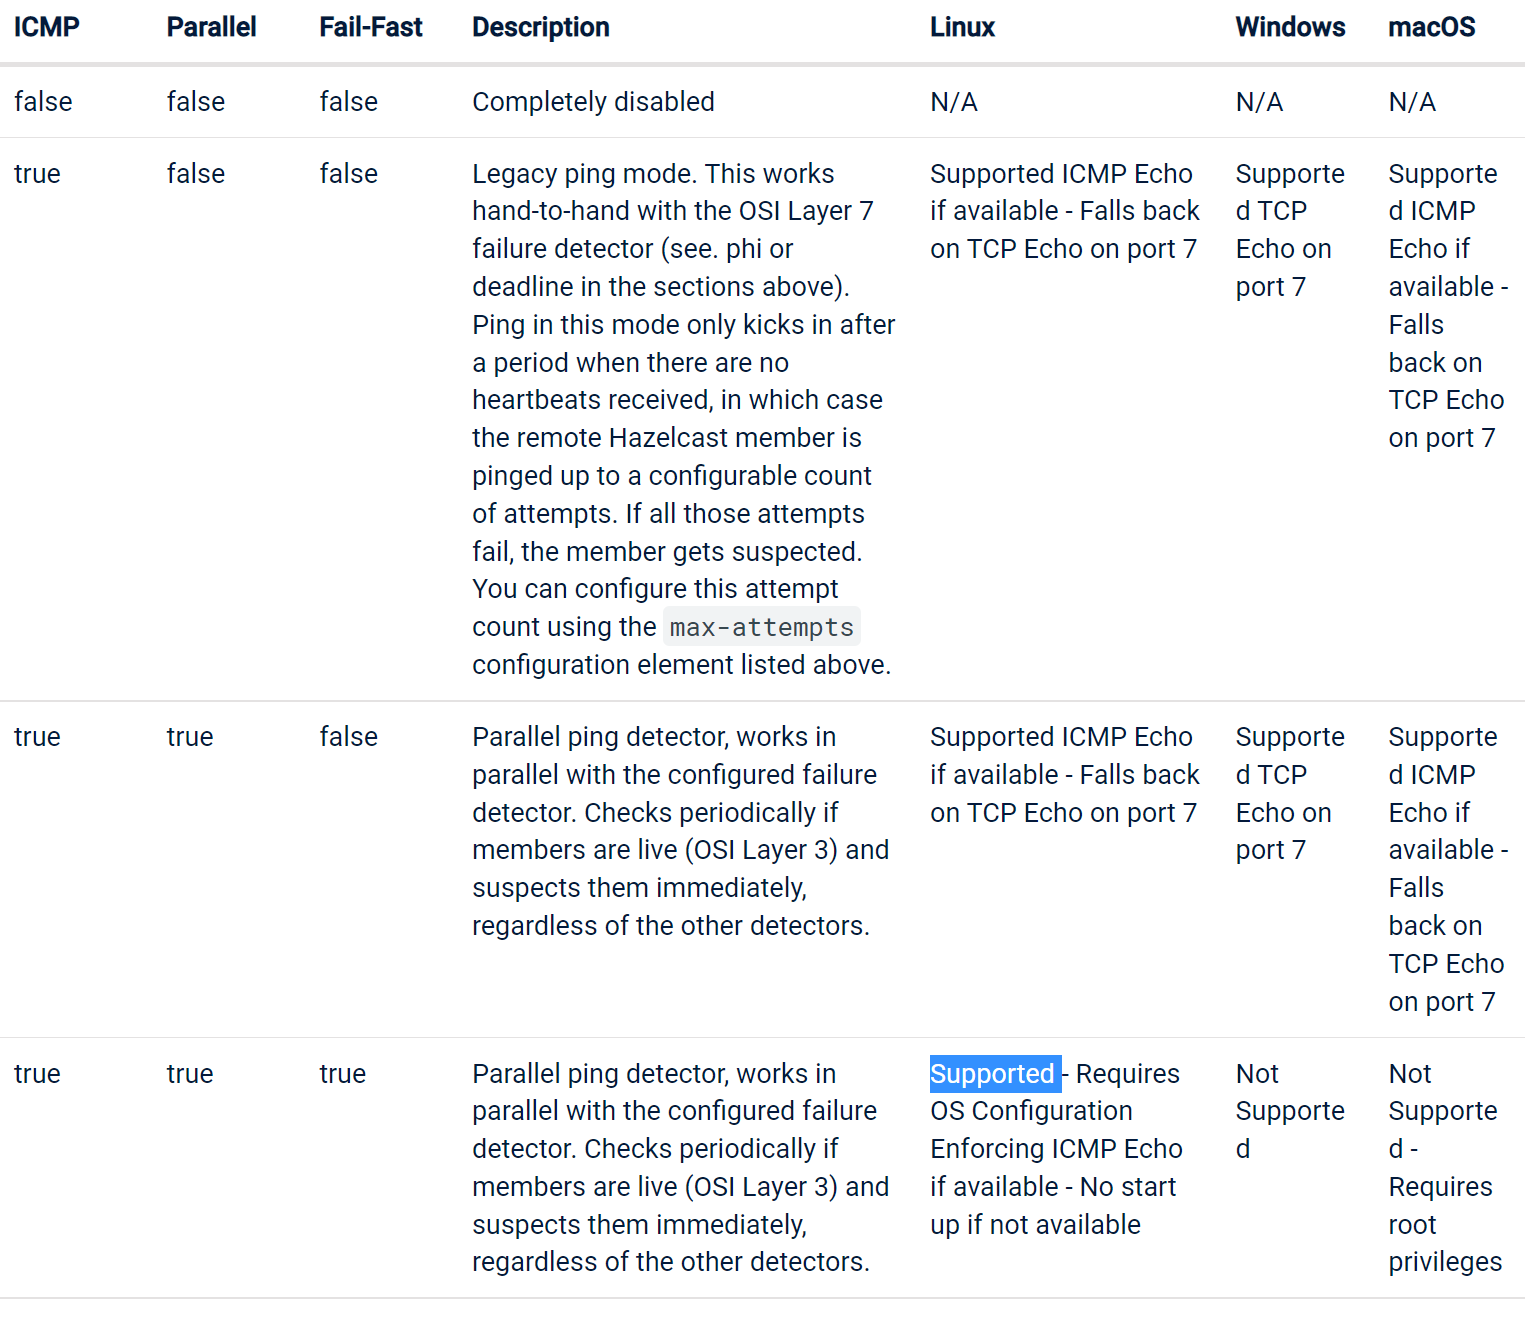 ICMP Parallel Fail-Fast Description Linux Windows macOS
false false false Completely disabled N/A N/A N/A
true false false
Legacy ping mode. This works
hand-to-hand with the OSI Layer 7
failure detector (see. phi or
deadline in the sections above).
Ping in this mode only kicks in after
a period when there are no
heartbeats received, in which case
the remote Hazelcast member is
pinged up to a configurable count
of attempts. If all those attempts
fail, the member gets suspected.
You can configure this attempt
count using the max-attempts
configuration element listed above.
Supported ICMP Echo
if available - Falls back
on TCP Echo on port 7
Supporte
d TCP
Echo on
port 7
Supporte
d ICMP
Echo if
available -
Falls
back on
TCP Echo
on port 7
true true false
Parallel ping detector, works in
parallel with the configured failure
detector. Checks periodically if
members are live (OSI Layer 3) and
suspects them immediately,
regardless of the other detectors.
Supported ICMP Echo
if available - Falls back
on TCP Echo on port 7
Supporte
d TCP
Echo on
port 7
Supporte
d ICMP
Echo if
available -
Falls
back on
TCP Echo
on port 7
true true true
Parallel ping detector, works in
parallel with the configured failure
detector. Checks periodically if
members are live (OSI Layer 3) and
suspects them immediately,
regardless of the other detectors.
Supported - Requires
OS Configuration
Enforcing ICMP Echo
if available - No start
up if not available
Not
Supporte
d
Not
Supporte
d -
Requires
root
privileges